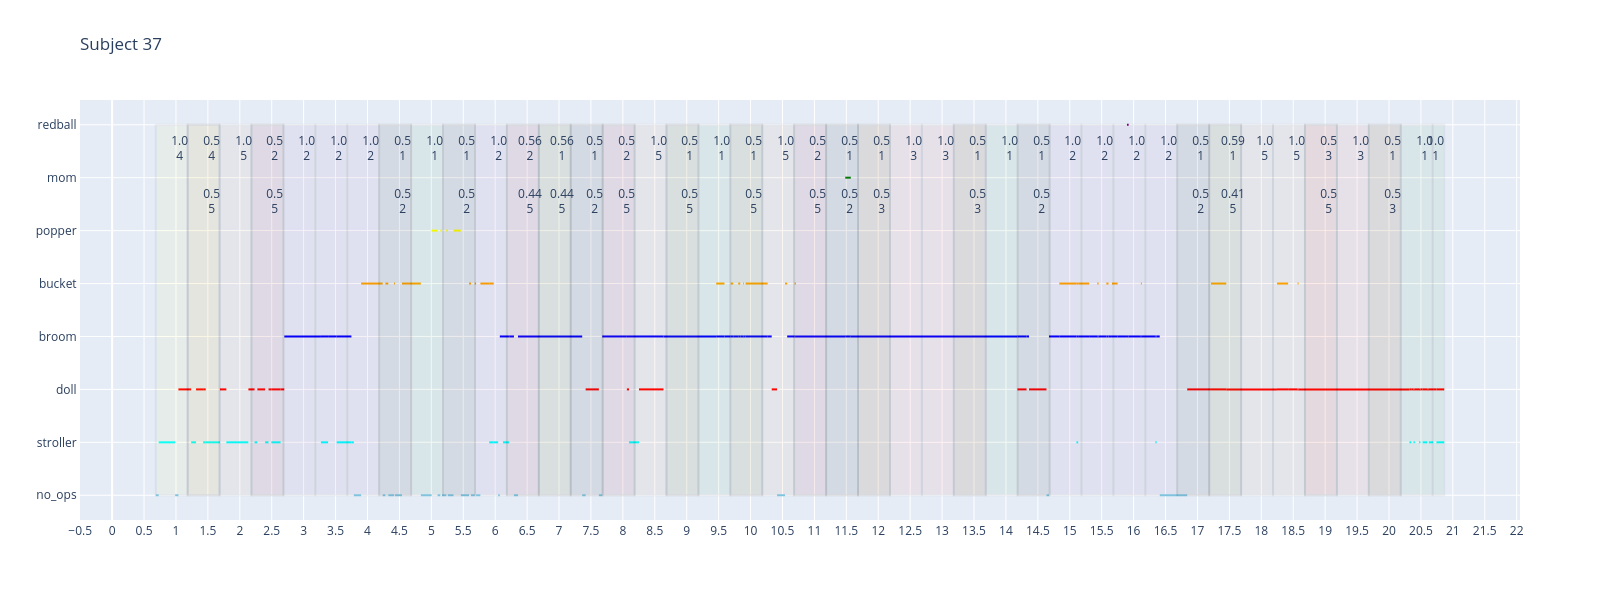 Subject 37
redball
1.0 0.5 1.0 0.5 1.0 1.0 1.0 0.5 1.0 0.5 1.0 0.56 0.56 0.5 0.5 1.0 0.5 1.0 0.5 1.0 0.5 0.5 0.5 1.0 1.0 0.5 1.0 0.5 1.0 1.0 1.0 1.0 0.5 0.59 1.0 1.0 0.5 1.0 0.5 1.0 1.0
4 4 5 2 2 2 2 1 1 1 2 2 1 1 2 5 1 1 1 5 2 1 1 3 3 1 1 1 2 2 2 2 1 1 5 5 3 3 1 1 1
mom
0.5 0.5 0.5 0.5 0.44 0.44 0.5 0.5 0.5 0.5 0.5 0.5 0.5 0.5 0.5 0.5 0.41 0.5 0.5
5 5 2 2 5 5 2 5 5 5 5 2 3 3 2 2 5 5 3
popper
bucket
broom
doll
stroller
no_ops
−0.5 0 0.5 1 1.5 2 2.5 3 3.5 4 4.5 5 5.5 6 6.5 7 7.5 8 8.5 9 9.5 10 10.5 11 11.5 12 12.5 13 13.5 14 14.5 15 15.5 16 16.5 17 17.5 18 18.5 19 19.5 20 20.5 21 21.5 22